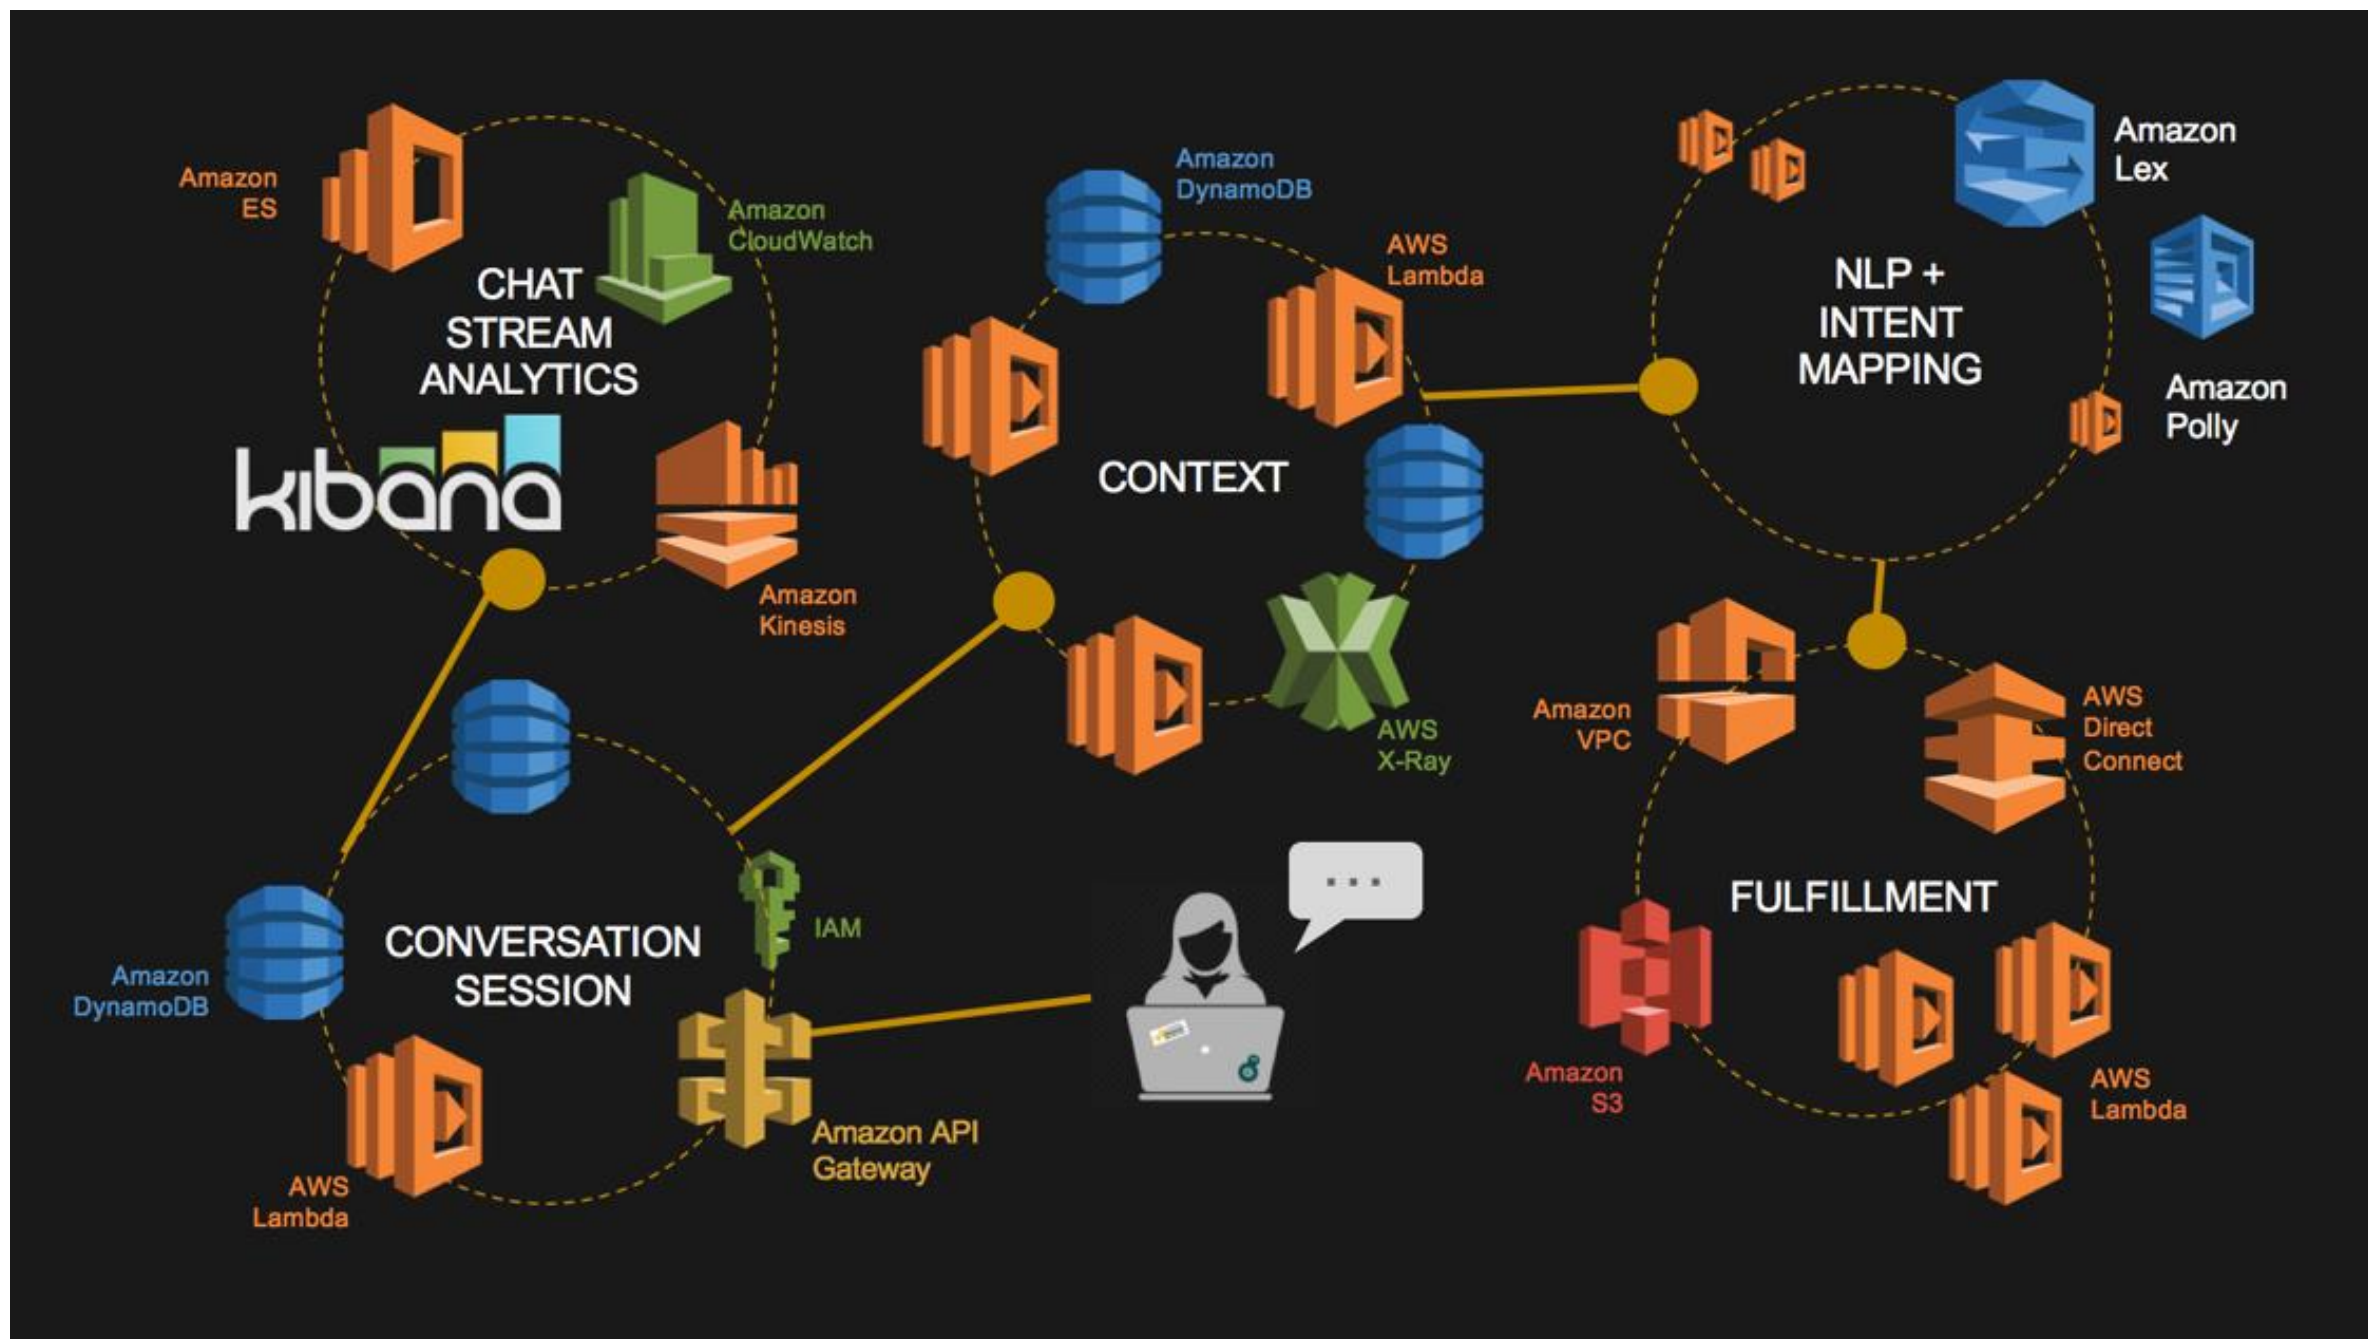 Amazon
ES
Amazon
CloudWatch
CHAT
STREAM
ANALYTICS
kibana
Amazon
Kinesis
Amazon
DynamoDB
AWS
Lambda
CONTEXT
AWS
X-Ray
Amazon
Lex
NLP +
INTENT
MAPPING
Amazon
Polly
Amazon
VPC
AWS
Direct
Connect
FULFILLMENT
Amazon
S3
AWS
Lambda
CONVERSATION
SESSION
IAM
Amazon
DynamoDB
AWS
Lambda
Amazon API
Gateway